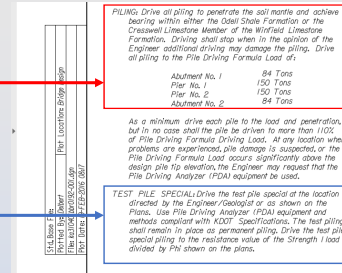 PILING: Drive all piling to penetrate the soil mantle and achieve
bearing within either the Odell Shale Formation or the
Cresswell Limestone Member of the Winfield Limestone
Formation. Driving shall stop when in the opinion of the
Engineer additional driving may damage the piling. Drive
all piling to the Pile Driving Formula Load of:
Abutment No. 1 84 Tons
Pier No. 1 150 Tons
Pier No. 2 150 Tons
Abutment No. 2 84 Tons
As a minimum drive each pile to the load and penetration,
but in no case shall the pile be driven to more than 110%
of Pile Driving Formula Driving Load. At any location when
problems are experienced, pile damage is suspected, or the
Pile Driving Formula Load occurs significantly above the
design pile tip elevation, the Engineer may request that the
Pile Driving Analyzer (PDA) equipment be used.
TEST PILE SPECIAL: Drive the test pile special at the location
directed by the Engineer/Geologist or as shown on the
Plans. Use Pile Driving Analyzer (PDA) equipment and
methods compliant with KDOT Specifications. The test piling
shall remain in place as permanent piling. Drive the test pile
special piling to the resistance value of the Strength I load
divided by Phi shown on the plans.
Std. Base File:
Plotted By: Debert
Plot Location: Bridge Design
File:
Plot Date: